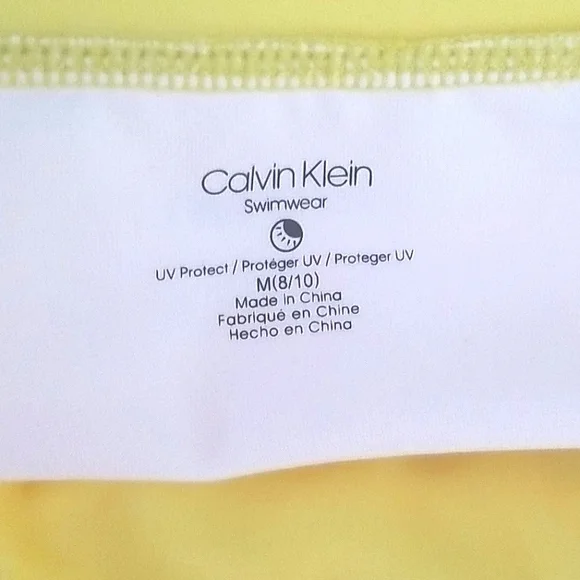 Calvin Klein
Swimwear
UV Protect / Protéger UV / Proteger UV
M(8/10)
Made in China
Fabriqué en Chine
Hecho en China